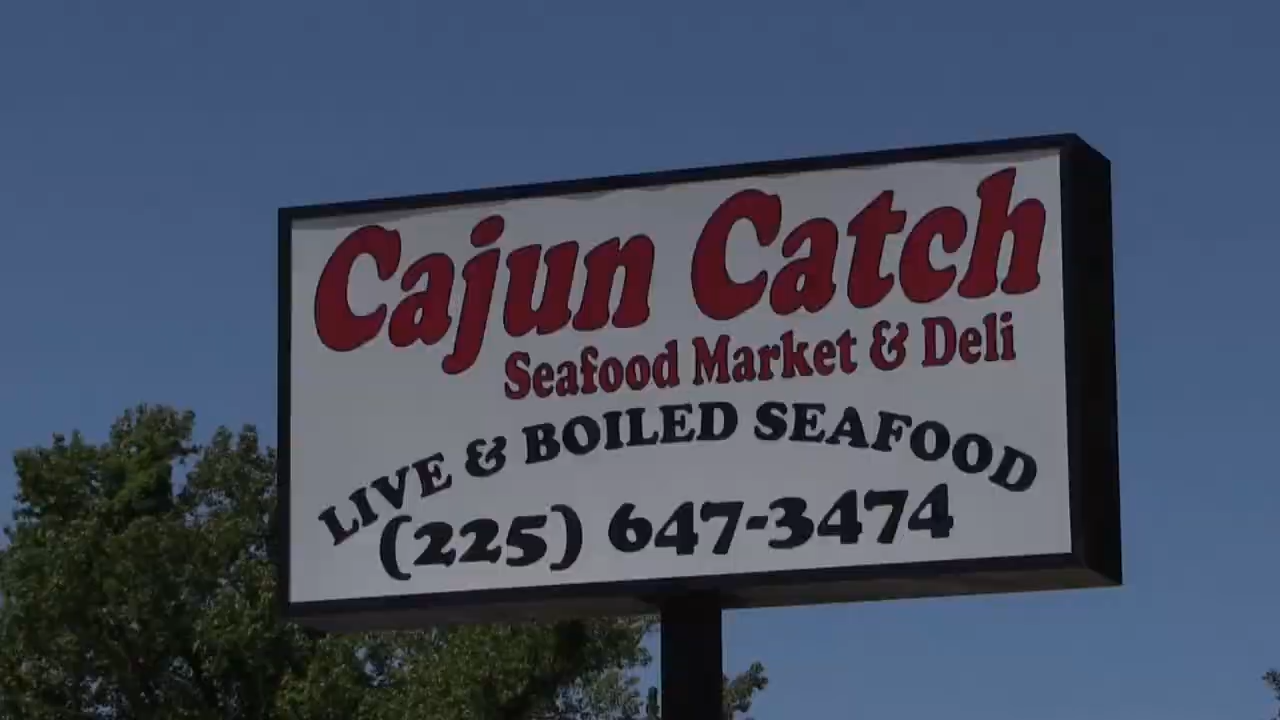 Cajun Catch
Seafood Market & Deli
LIVE & BOILED SEAFOOD
(225) 647-3474